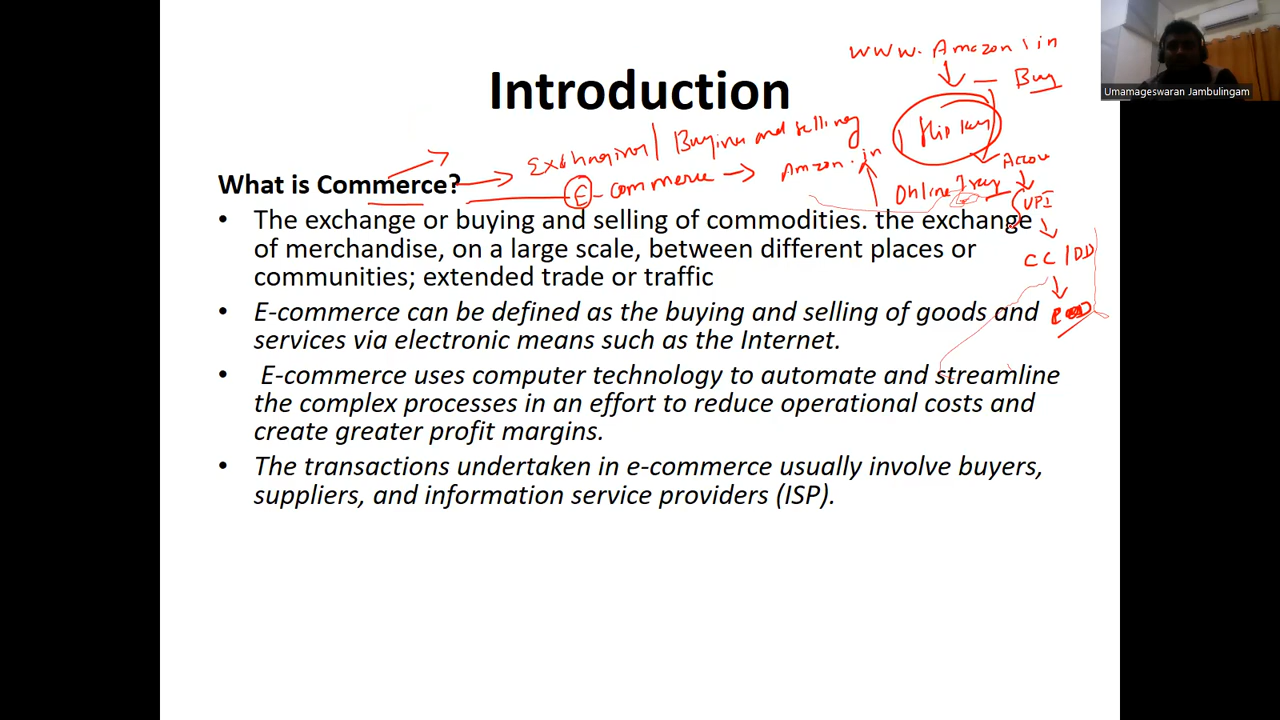 www. Amazon \ in
Buy
Umamageswaran Jambulingam
Introduction
Buying and selling
E - commerce → Amazon.in
Online
UPI
CC / DD
What is Commerce?
• The exchange or buying and selling of commodities. the exchange
of merchandise, on a large scale, between different places or
communities; extended trade or traffic
• E-commerce can be defined as the buying and selling of goods and
services via electronic means such as the Internet.
• E-commerce uses computer technology to automate and streamline
the complex processes in an effort to reduce operational costs and
create greater profit margins.
• The transactions undertaken in e-commerce usually involve buyers,
suppliers, and information service providers (ISP).